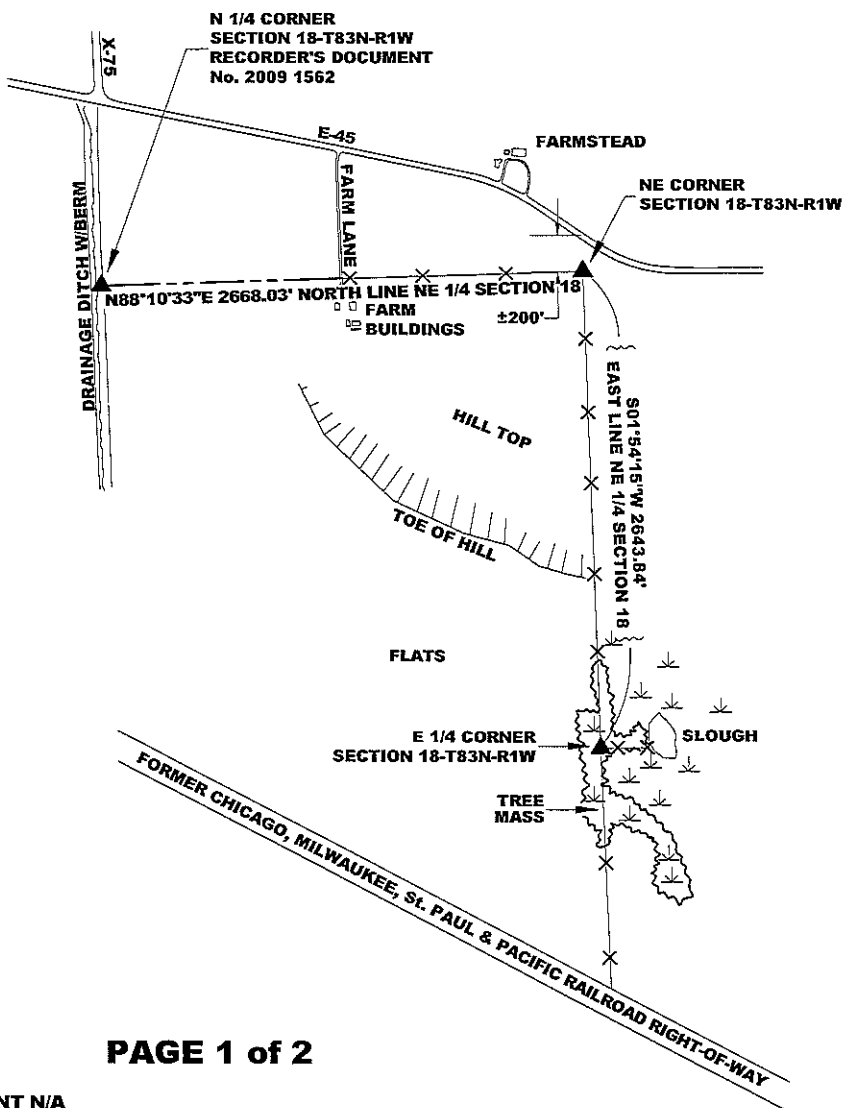 N 1/4 CORNER
SECTION 18-T83N-R1W
RECORDER'S DOCUMENT
No. 2009 1562
X-75
E-45
FARMSTEAD
FARM LANE
NE CORNER
SECTION 18-T83N-R1W
DRAINAGE DITCH W/BERM
N88°10'33"E 2668.03' NORTH LINE NE 1/4 SECTION 18
FARM
BUILDINGS
±200'
S01°54'15"W 2643.84'
EAST LINE NE 1/4 SECTION 18
HILL TOP
TOE OF HILL
FLATS
E 1/4 CORNER
SECTION 18-T83N-R1W
SLOUGH
TREE
MASS
FORMER CHICAGO, MILWAUKEE, St. PAUL & PACIFIC RAILROAD RIGHT-OF-WAY
PAGE 1 of 2
NT N/A